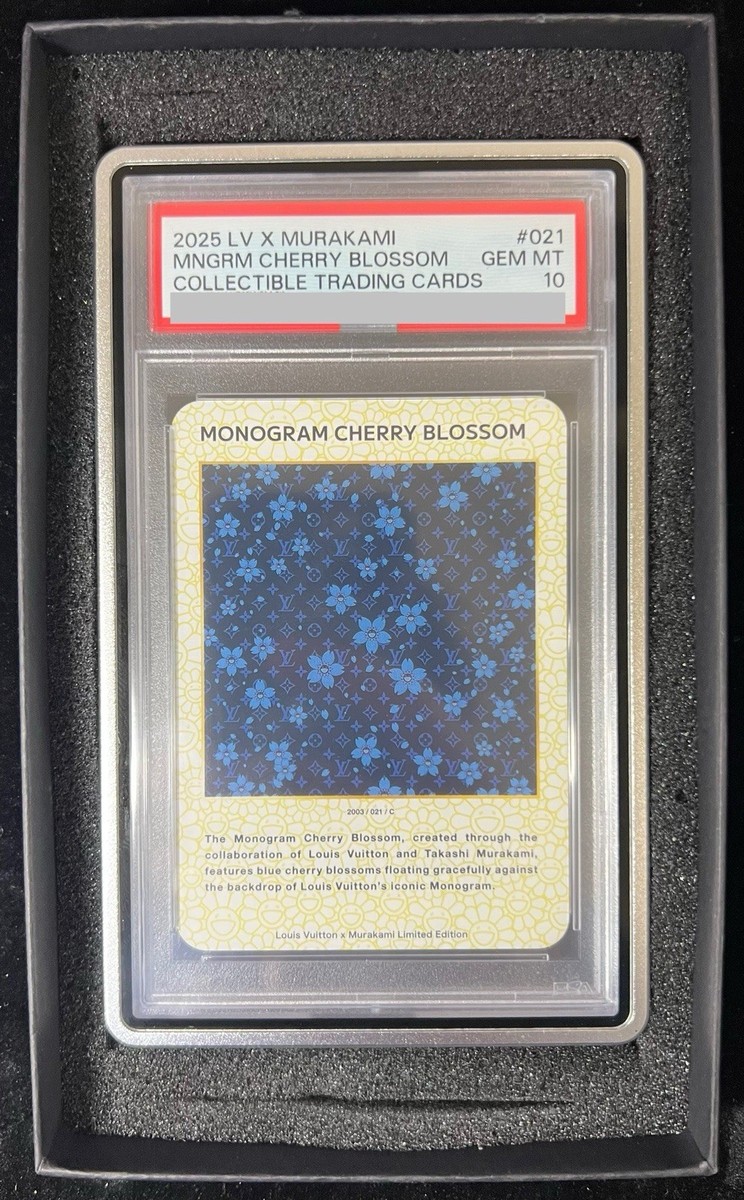 2025 LV X MURAKAMI #021
MNGRM CHERRY BLOSSOM GEM MT
COLLECTIBLE TRADING CARDS 10
MONOGRAM CHERRY BLOSSOM
2003 / 021 / C
The Monogram Cherry Blossom, created through the
collaboration of Louis Vuitton and Takashi Murakami,
features blue cherry blossoms floating gracefully against
the backdrop of Louis Vuitton's iconic Monogram.
Louis Vuitton x Murakami Limited Edition
PSA